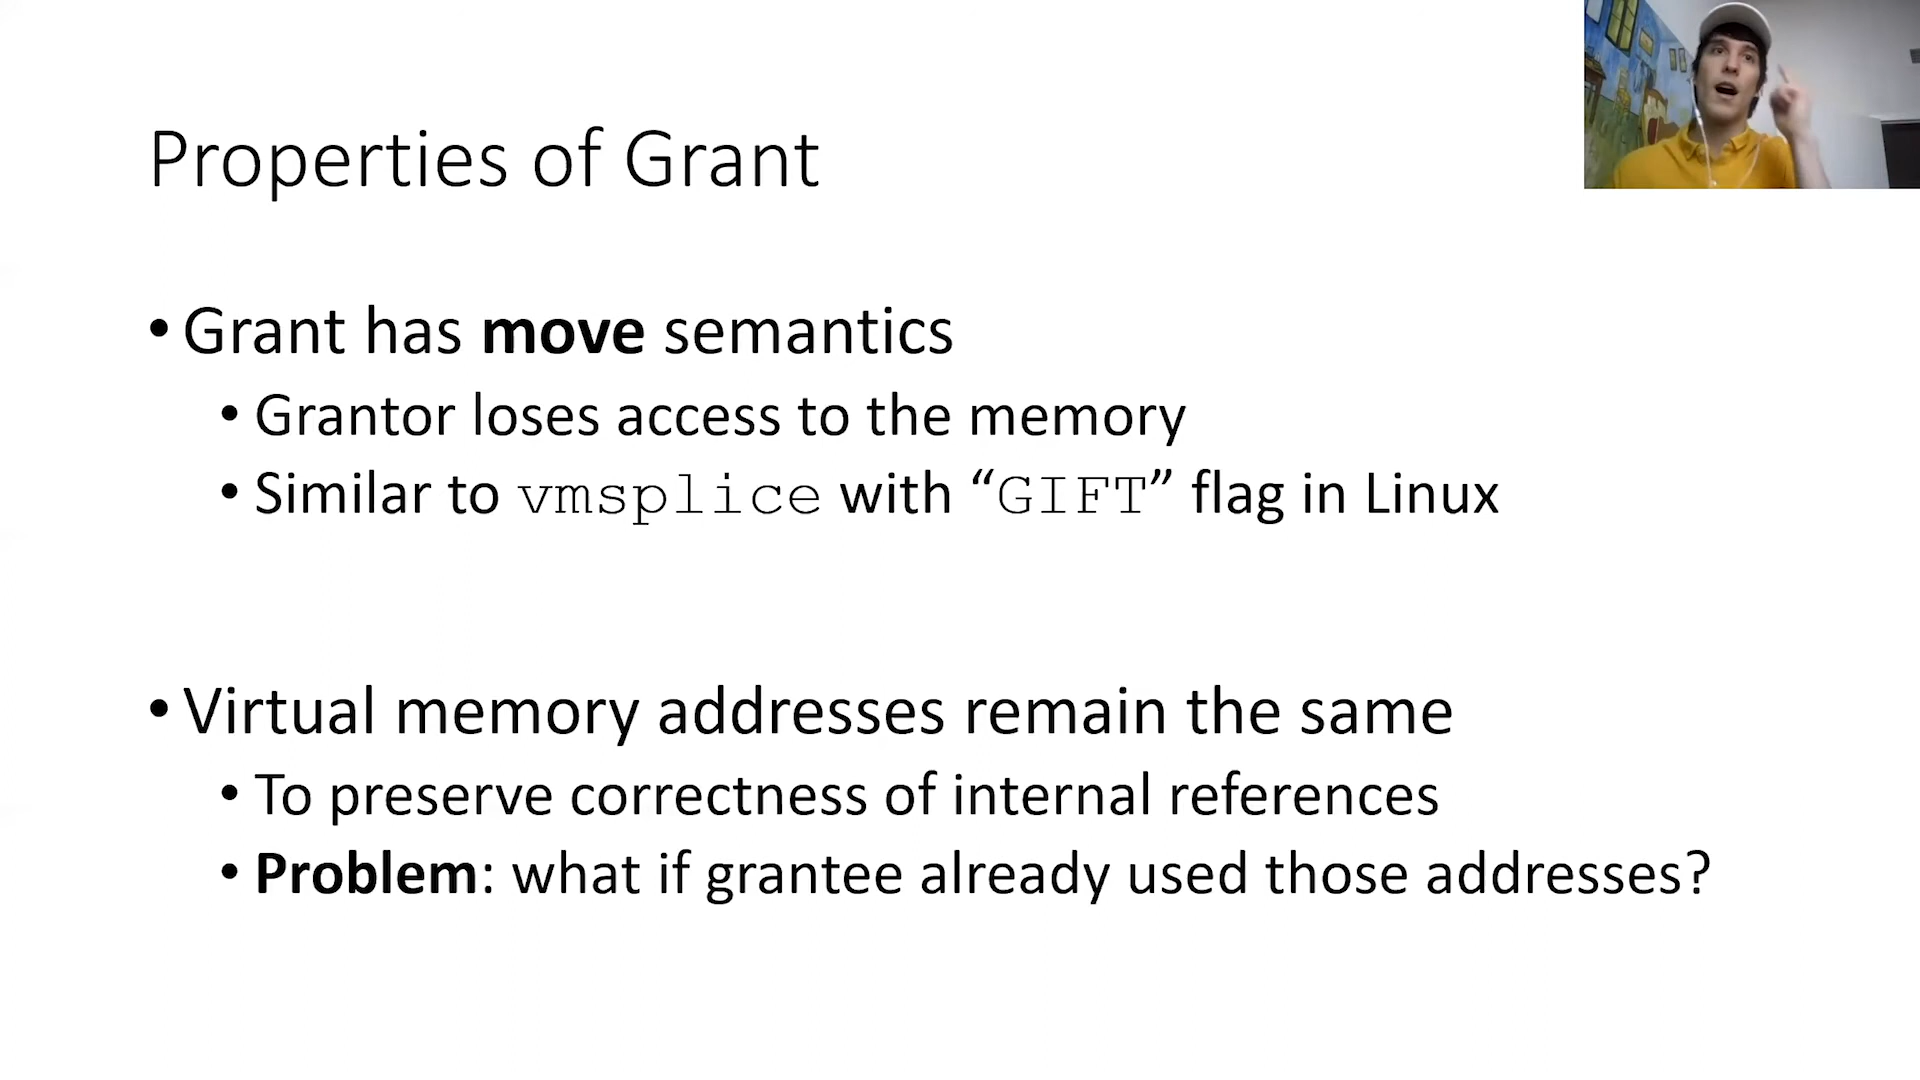 Properties of Grant
• Grant has move semantics
• Grantor loses access to the memory
• Similar to vmsplice with “GIFT” flag in Linux
• Virtual memory addresses remain the same
• To preserve correctness of internal references
• Problem: what if grantee already used those addresses?